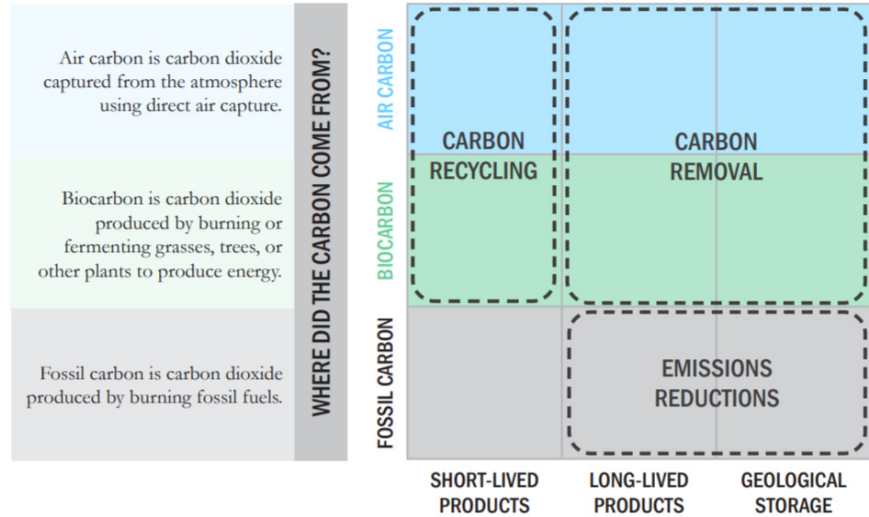 Air carbon is carbon dioxide
captured from the atmosphere
using direct air capture.
Biocarbon is carbon dioxide
produced by burning or
fermenting grasses, trees, or
other plants to produce energy.
Fossil carbon is carbon dioxide
produced by burning fossil fuels.
WHERE DID THE CARBON COME FROM?
AIR CARBON
BIOCARBON
FOSSIL CARBON
CARBON
RECYCLING
CARBON
REMOVAL
EMISSIONS
REDUCTIONS
SHORT-LIVED
PRODUCTS
LONG-LIVED
PRODUCTS
GEOLOGICAL
STORAGE